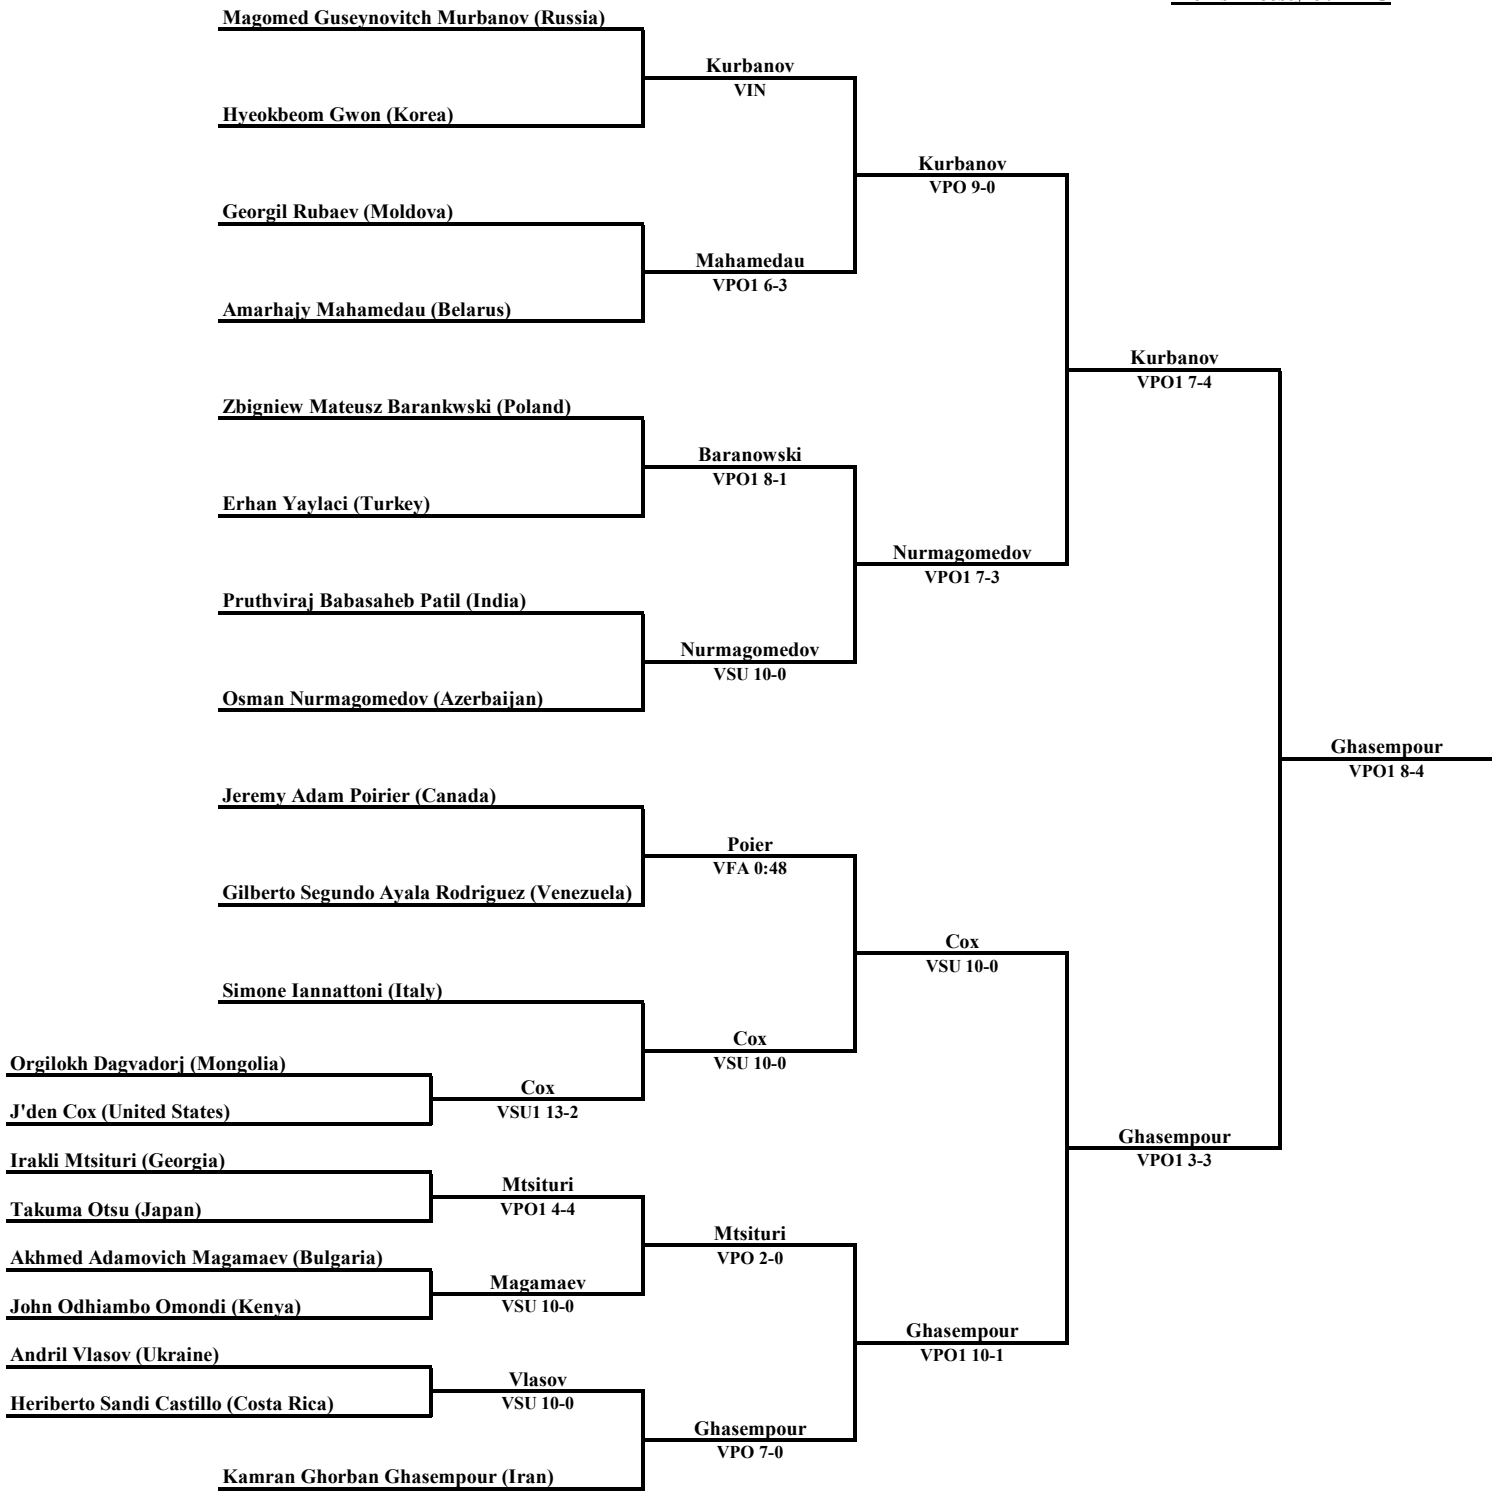 Magomed Guseynovitch Murbanov (Russia)
Kurbanov
VIN
Hyeokbeom Gwon (Korea)
Kurbanov
VPO 9-0
Georgil Rubaev (Moldova)
Mahamedau
VPO1 6-3
Amarhajy Mahamedau (Belarus)
Kurbanov
VPO1 7-4
Zbigniew Mateusz Barankwski (Poland)
Baranowski
VPO1 8-1
Erhan Yaylaci (Turkey)
Nurmagomedov
VPO1 7-3
Pruthviraj Babasaheb Patil (India)
Nurmagomedov
VSU 10-0
Osman Nurmagomedov (Azerbaijan)
Ghasempour
VPO1 8-4
Jeremy Adam Poirier (Canada)
Poier
VFA 0:48
Gilberto Segundo Ayala Rodriguez (Venezuela)
Cox
VSU 10-0
Simone Iannattoni (Italy)
Cox
VSU 10-0
Orgilokh Dagvadorj (Mongolia)
Cox
VSU1 13-2
J'den Cox (United States)
Ghasempour
VPO1 3-3
Irakli Mtsituri (Georgia)
Mtsituri
VPO1 4-4
Takuma Otsu (Japan)
Mtsituri
VPO 2-0
Akhmed Adamovich Magamaev (Bulgaria)
Magamaev
VSU 10-0
John Odhiambo Omondi (Kenya)
Ghasempour
VPO1 10-1
Andril Vlasov (Ukraine)
Vlasov
VSU 10-0
Heriberto Sandi Castillo (Costa Rica)
Ghasempour
VPO 7-0
Kamran Ghorban Ghasempour (Iran)